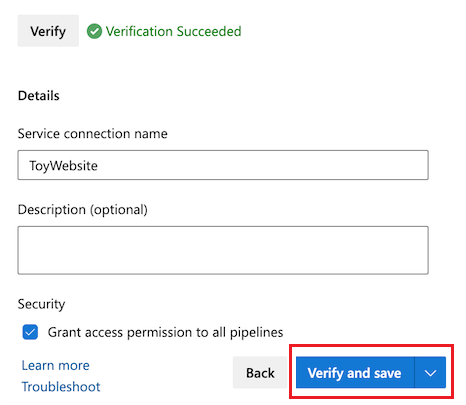 Verify
Verification Succeeded
Details
Service connection name
ToyWebsite
Description (optional)
Security
Grant access permission to all pipelines
Learn more
Troubleshoot
Back
Verify and save